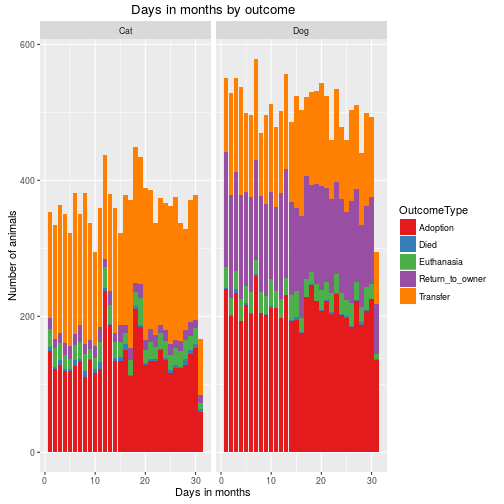 Days in months by outcome
Cat
Dog
600
400
200
0
0
10
20
30
0
10
20
30
Days in months
Number of animals
OutcomeType
Adoption
Died
Euthanasia
Return_to_owner
Transfer